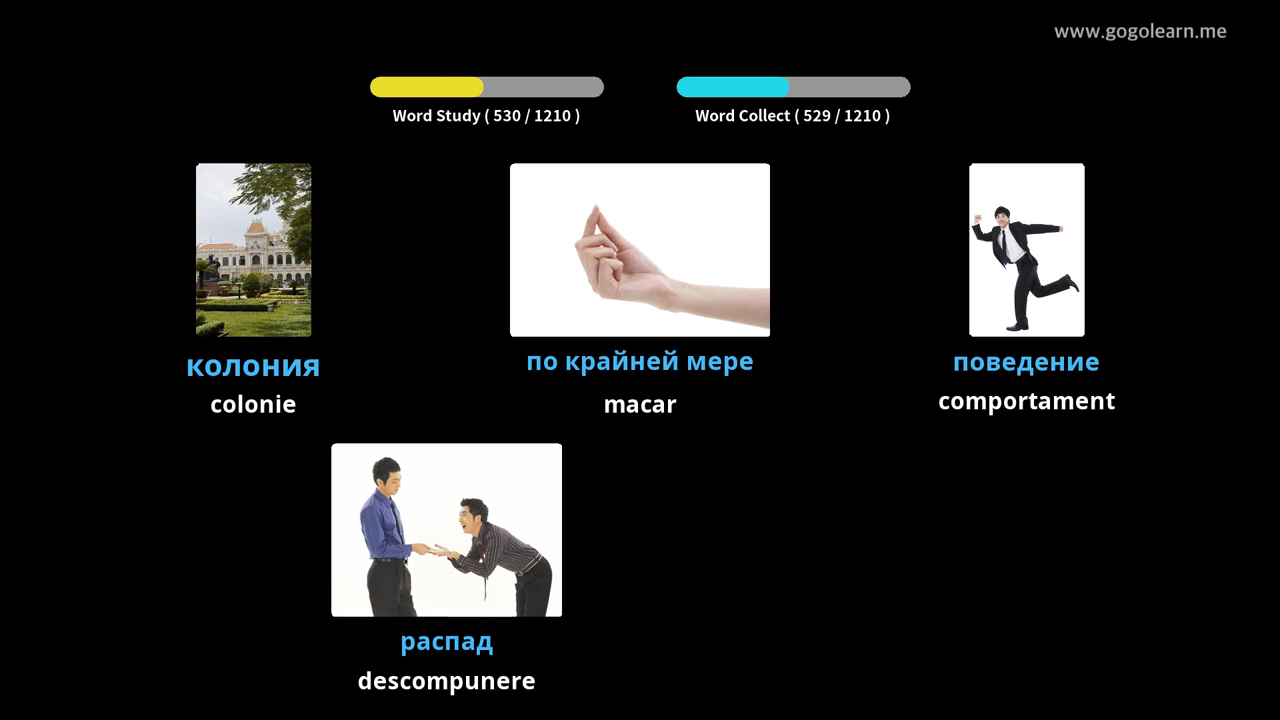 www.gogolearn.me
Word Study ( 530 / 1210 )
Word Collect ( 529 / 1210 )
колония
colonie
по крайней мере
macar
поведение
comportament
распад
descompunere